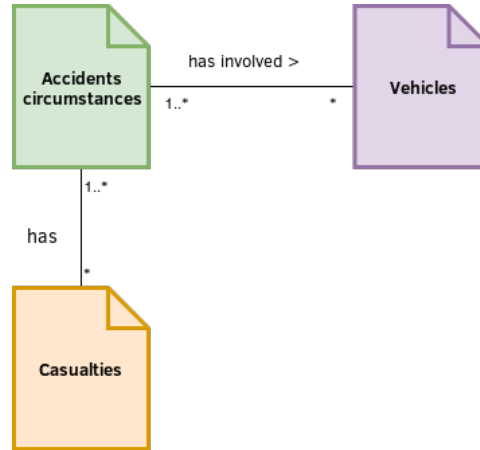 Accidents
circumstances
has involved >
1..*
*
Vehicles
1..*
has
*
Casualties